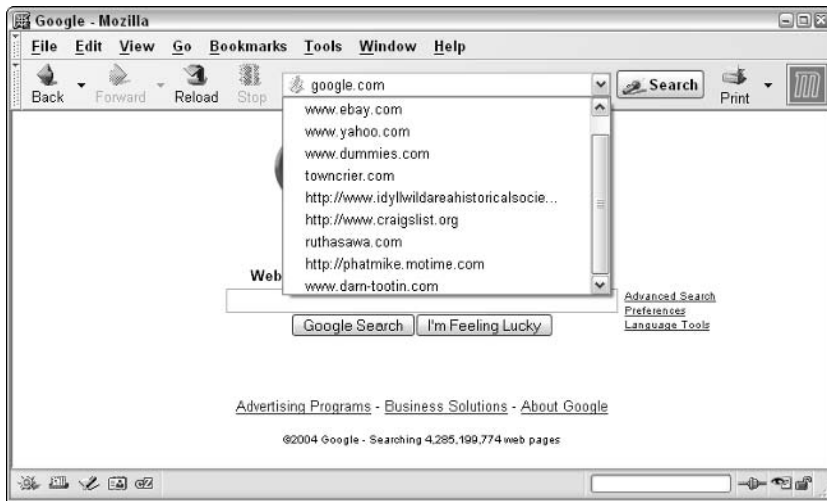 Google - Mozilla
File Edit View Go Bookmarks Tools Window Help
Back Forward Reload Stop google.com Search Print
www.ebay.com
www.yahoo.com
www.dummies.com
towncrier.com
http://www.idyllwildareahistoricalsocie...
http://www.craigslist.org
ruthasawa.com
http://phatmike.motime.com
www.darn-tootin.com
Web
Advanced Search
Preferences
Language Tools
Google Search I'm Feeling Lucky
Advertising Programs - Business Solutions - About Google
©2004 Google - Searching 4,285,199,774 web pages